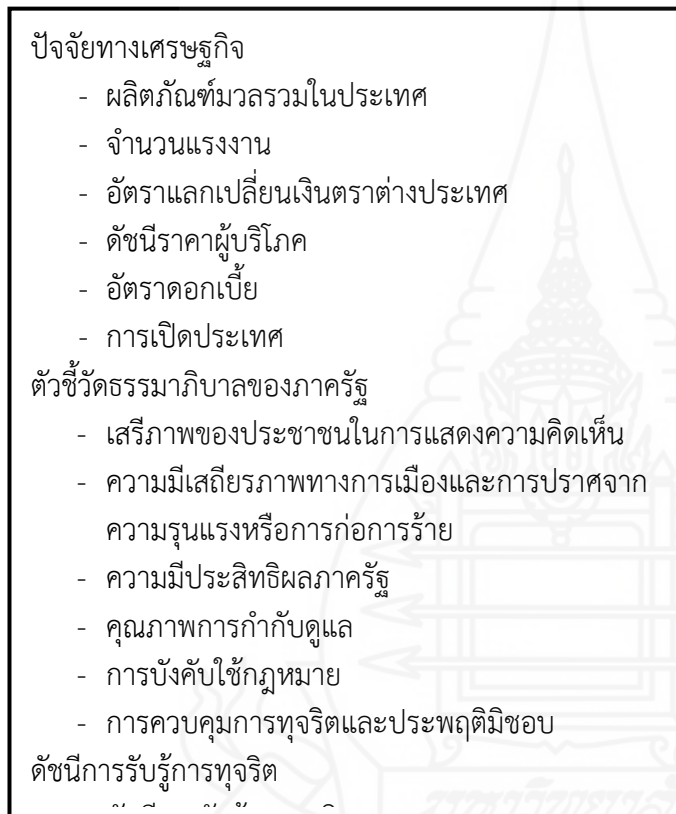 ปัจจัยทางเศรษฐกิจ
- ผลิตภัณฑ์มวลรวมในประเทศ
- จำนวนแรงงาน
- อัตราแลกเปลี่ยนเงินตราต่างประเทศ
- ดัชนีราคาผู้บริโภค
- อัตราดอกเบี้ย
- การเปิดประเทศ
ตัวชี้วัดธรรมาภิบาลของภาครัฐ
- เสรีภาพของประชาชนในการแสดงความคิดเห็น
- ความมีเสถียรภาพทางการเมืองและการปราศจาก
ความรุนแรงหรือการก่อการร้าย
- ความมีประสิทธิผลภาครัฐ
- คุณภาพการกำกับดูแล
- การบังคับใช้กฎหมาย
- การควบคุมการทุจริตและประพฤติมิชอบ
ดัชนีการรับรู้การทุจริต